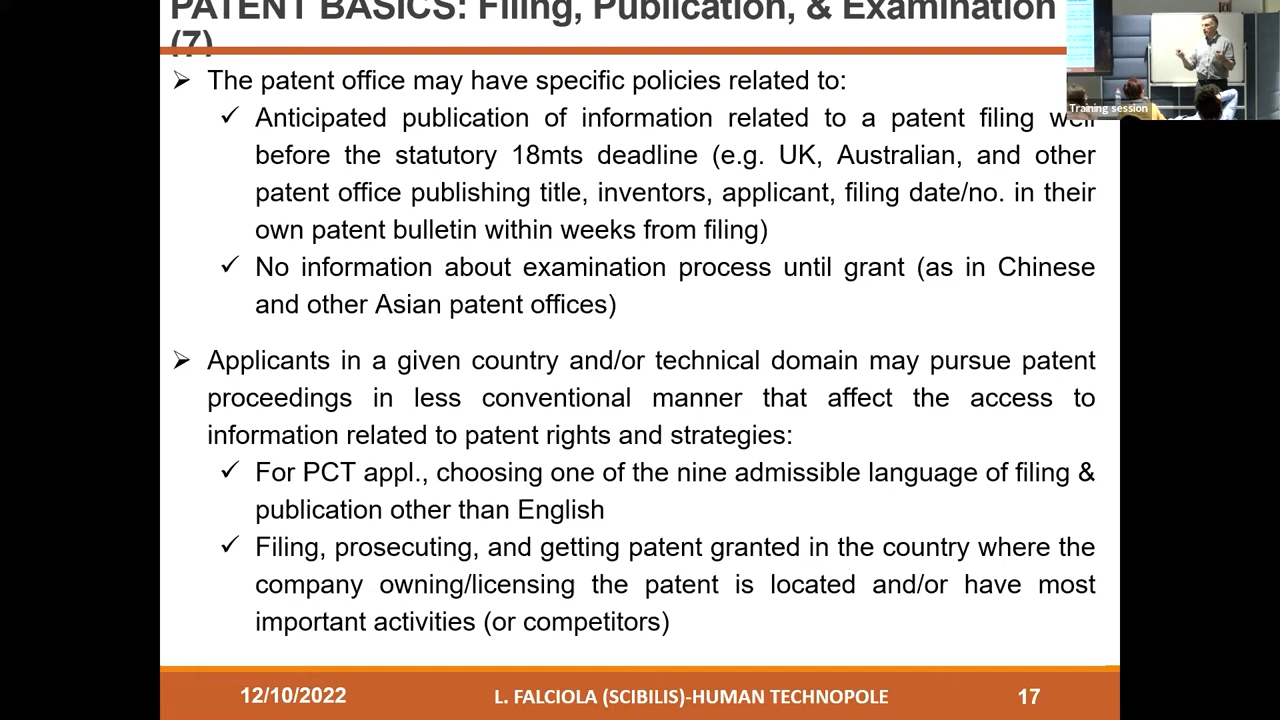 PATENT BASICS: Filing, Publication, & Examination
(7)
Training session
➢ The patent office may have specific policies related to:
✓ Anticipated publication of information related to a patent filing well
before the statutory 18mts deadline (e.g. UK, Australian, and other
patent office publishing title, inventors, applicant, filing date/no. in their
own patent bulletin within weeks from filing)
✓ No information about examination process until grant (as in Chinese
and other Asian patent offices)
➢ Applicants in a given country and/or technical domain may pursue patent
proceedings in less conventional manner that affect the access to
information related to patent rights and strategies:
✓ For PCT appl., choosing one of the nine admissible language of filing &
publication other than English
✓ Filing, prosecuting, and getting patent granted in the country where the
company owning/licensing the patent is located and/or have most
important activities (or competitors)
12/10/2022
L. FALCIOLA (SCIBILIS)-HUMAN TECHNOPOLE
17